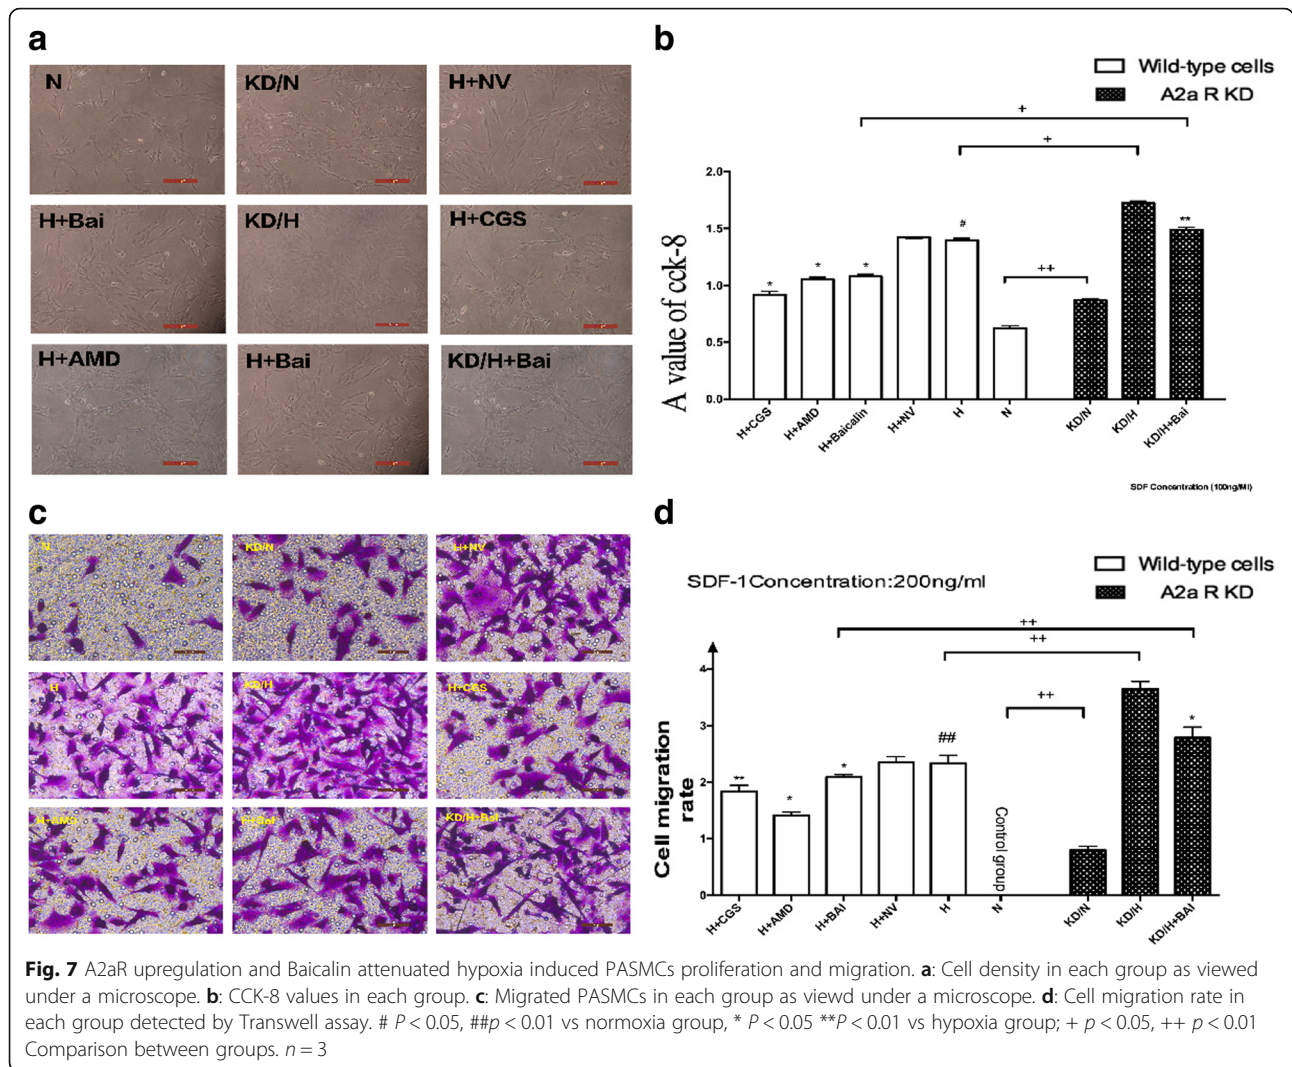 a
N
KD/N
H+NV
H+Bai
KD/H
H+CGS
H+AMD
H+Bai
KD/H+Bai
b
Wild-type cells
A2a R KD
+
+
A value of cck-8
2.0
1.5
1.0
0.5
0.0
*
*
*
#
++
**
H+CGS
H+AMD
H+Baicalin
H+NV
H
N
KD/N
KD/H
KD/H+Bai
SDF Concentration (100ng/Ml)
c
N
KD/N
H+NV
H
KD/H
H+CGS
H+AMS
H+Bai
KD/H+Bai
d
Wild-type cells
A2a R KD
SDF-1Concentration:200ng/ml
++
++
++
Cell migration
rate
4
3
2
1
0
**
*
*
##
*
Control group
H+CGS
H+AMD
H+BAI
H+NV
H
N
KD/N
KD/H
KD/H+BAI
Fig. 7 A2aR upregulation and Baicalin attenuated hypoxia induced PASMCs proliferation and migration. a: Cell density in each group as viewed
under a microscope. b: CCK-8 values in each group. c: Migrated PASMCs in each group as viewd under a microscope. d: Cell migration rate in
each group detected by Transwell assay. # P < 0.05, ##p < 0.01 vs normoxia group, * P < 0.05 **P < 0.01 vs hypoxia group; + p < 0.05, ++ p < 0.01
Comparison between groups. n = 3